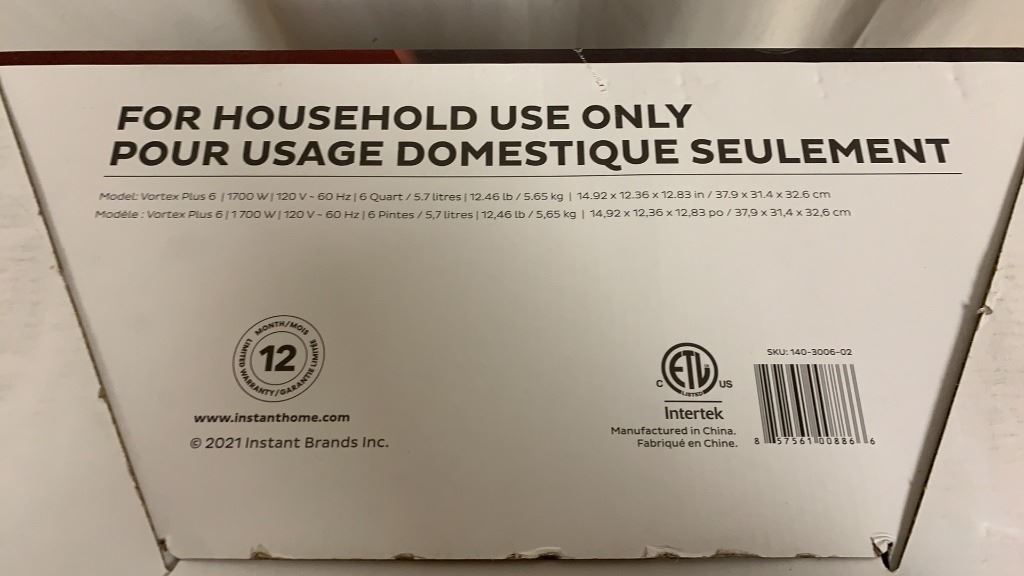 FOR HOUSEHOLD USE ONLY
POUR USAGE DOMESTIQUE SEULEMENT
Model: Vortex Plus 6 | 1700 W | 120 V ~ 60 Hz | 6 Quart / 5.7 litres | 12.46 lb / 5.65 kg | 14.92 x 12.36 x 12.83 in / 37.9 x 31.4 x 32.6 cm
Modèle : Vortex Plus 6 | 1 700 W | 120 V ~ 60 Hz | 6 Pintes / 5,7 litres | 12,46 lb / 5,65 kg | 14,92 x 12,36 x 12,83 po / 37,9 x 31,4 x 32,6 cm
MONTH/MOIS
12
LIMITED WARRANTY/GARANTIE LIMITÉE
www.instanthome.com
© 2021 Instant Brands Inc.
C ETL US
LISTED
Intertek
Manufactured in China.
Fabriqué en Chine.
SKU: 140-3006-02
8 57561 00886 6